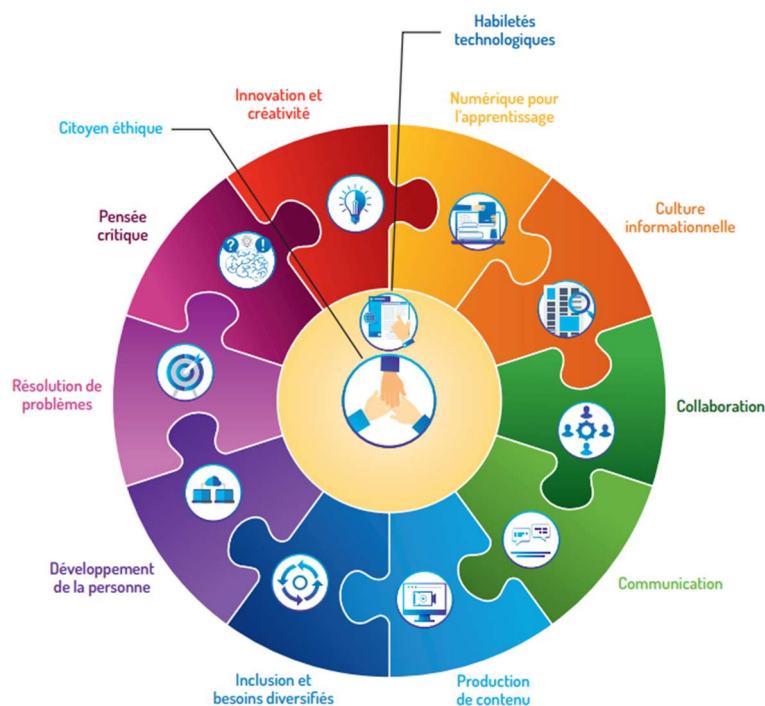 Habiletés
technologiques
Innovation et
créativité
Numérique pour
l'apprentissage
Citoyen éthique
Pensée
critique
Culture
informationnelle
Résolution de
problèmes
Collaboration
Développement
de la personne
Communication
Inclusion et
besoins diversifiés
Production
de contenu